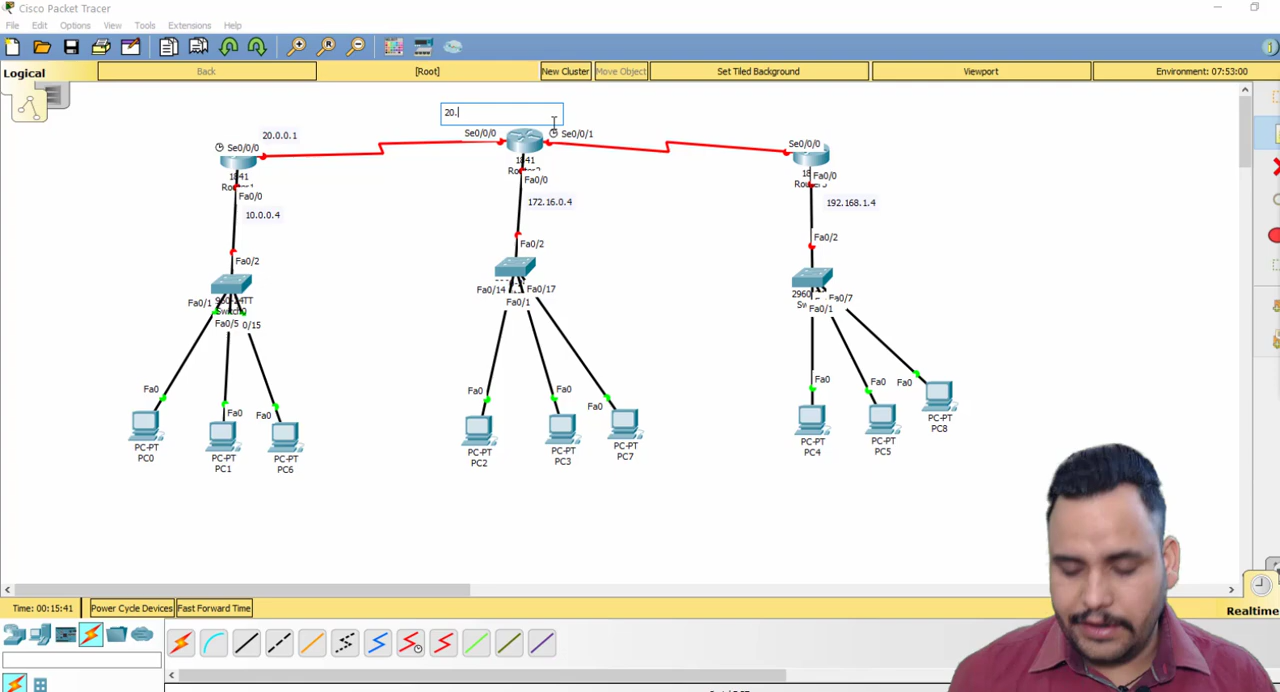 Cisco Packet Tracer
File Edit Options View Tools Extensions Help
Logical
Back
[Root]
New Cluster
Move Object
Set Tiled Background
Viewport
Environment: 07:53:00
20.
20.0.0.1
Se0/0/0
Se0/0/0
Se0/0/1
Se0/0/0
1841
Fa0/0
10.0.0.4
1841
Fa0/0
172.16.0.4
Fa0/0
192.168.1.4
Fa0/2
Fa0/2
Fa0/2
Fa0/1
Switch0
Fa0/5
0/15
Fa0/14
Fa0/17
Fa0/1
2960
Fa0/7
Fa0/1
Fa0
Fa0
Fa0
Fa0
Fa0
Fa0
Fa0
Fa0
Fa0
PC-PT
PC0
PC-PT
PC1
PC-PT
PC6
PC-PT
PC2
PC-PT
PC3
PC-PT
PC7
PC-PT
PC4
PC-PT
PC5
PC-PT
PC8
Time: 00:15:41
Power Cycle Devices
Fast Forward Time
Realtime